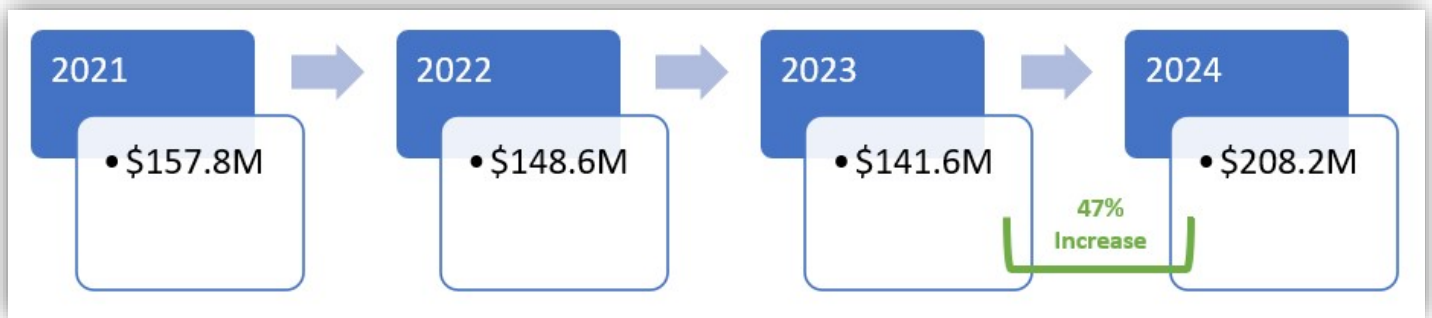 2021
• $157.8M
2022
• $148.6M
2023
• $141.6M
2024
• $208.2M
47%
Increase